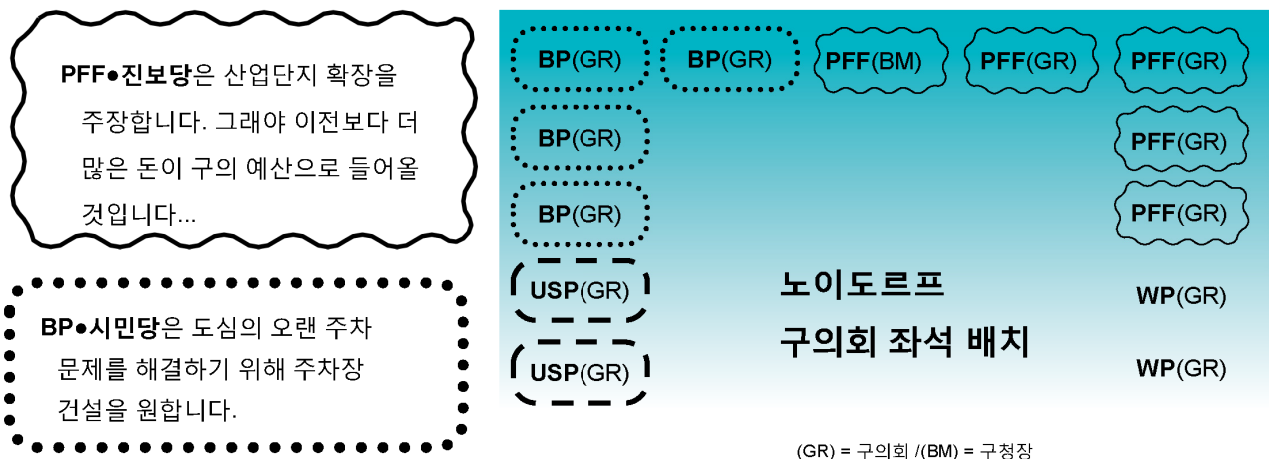 PFF●진보당은 산업단지 확장을
주장합니다. 그래야 이전보다 더
많은 돈이 구의 예산으로 들어올
것입니다...
BP●시민당은 도심의 오랜 주차
문제를 해결하기 위해 주차장
건설을 원합니다.
BP(GR) BP(GR) PFF(BM) PFF(GR) PFF(GR)
BP(GR) PFF(GR)
BP(GR) PFF(GR)
USP(GR) WP(GR)
USP(GR) WP(GR)
노이도르프
구의회 좌석 배치
(GR) = 구의회 /(BM) = 구청장